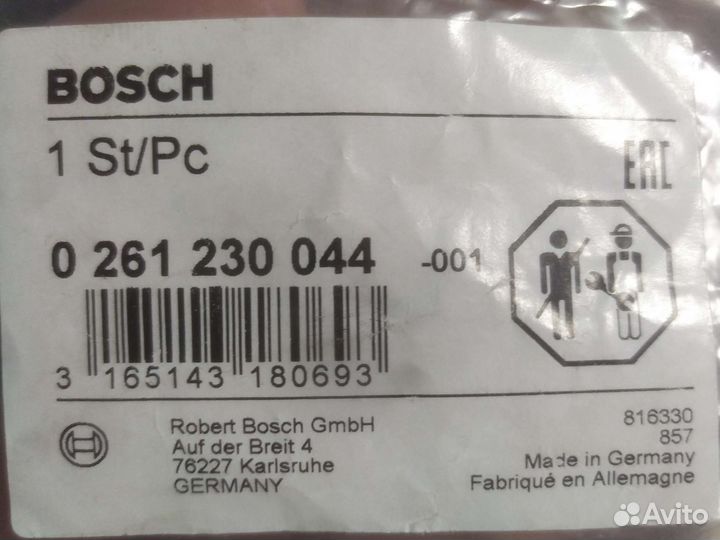 BOSCH
1 St/Pc
EAC
0 261 230 044 -001
3 165143 180693
Robert Bosch GmbH
Auf der Breit 4
76227 Karlsruhe
GERMANY
816330
857
Made in Germany
Fabriqué en Allemagne
Avito